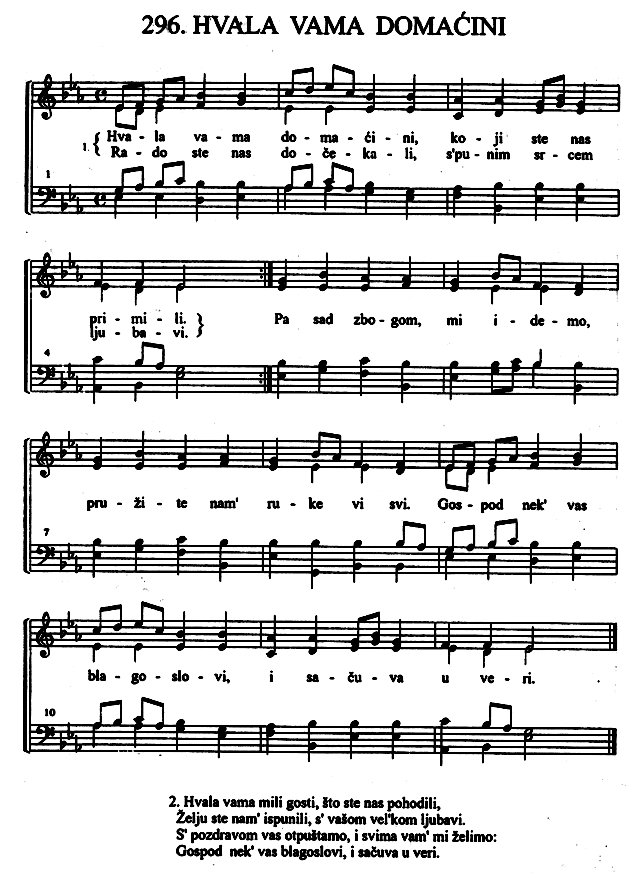 296. HVALA VAMA DOMAĆINI
1. { Hva - la va - ma do - ma - ći - ni, ko - ji ste nas
Ra - do ste nas do - če - ka - li, s'pu - nim sr - cem
1
pri - mi - li. } Pa sad zbo - gom, mi i - de - mo,
lju - ba - vi.
4
pru - ži - te nam' ru - ke vi svi. Gos - pod nek' vas
7
bla - go - slo - vi, i sa - ču - va u ve - ri.
10
2. Hvala vama mili gosti, što ste nas pohodili,
Želju ste nam' ispunili, s' vašom vel'kom ljubavi.
S' pozdravom vas otpuštamo, i svima vam' mi želimo:
Gospod nek' vas blagoslovi, i sačuva u veri.